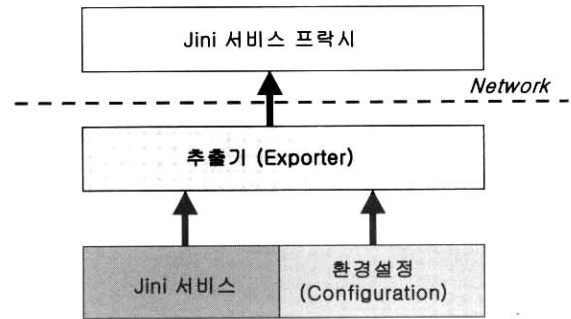 Jini 서비스 프락시
Network
추출기 (Exporter)
Jini 서비스
환경설정
(Configuration)